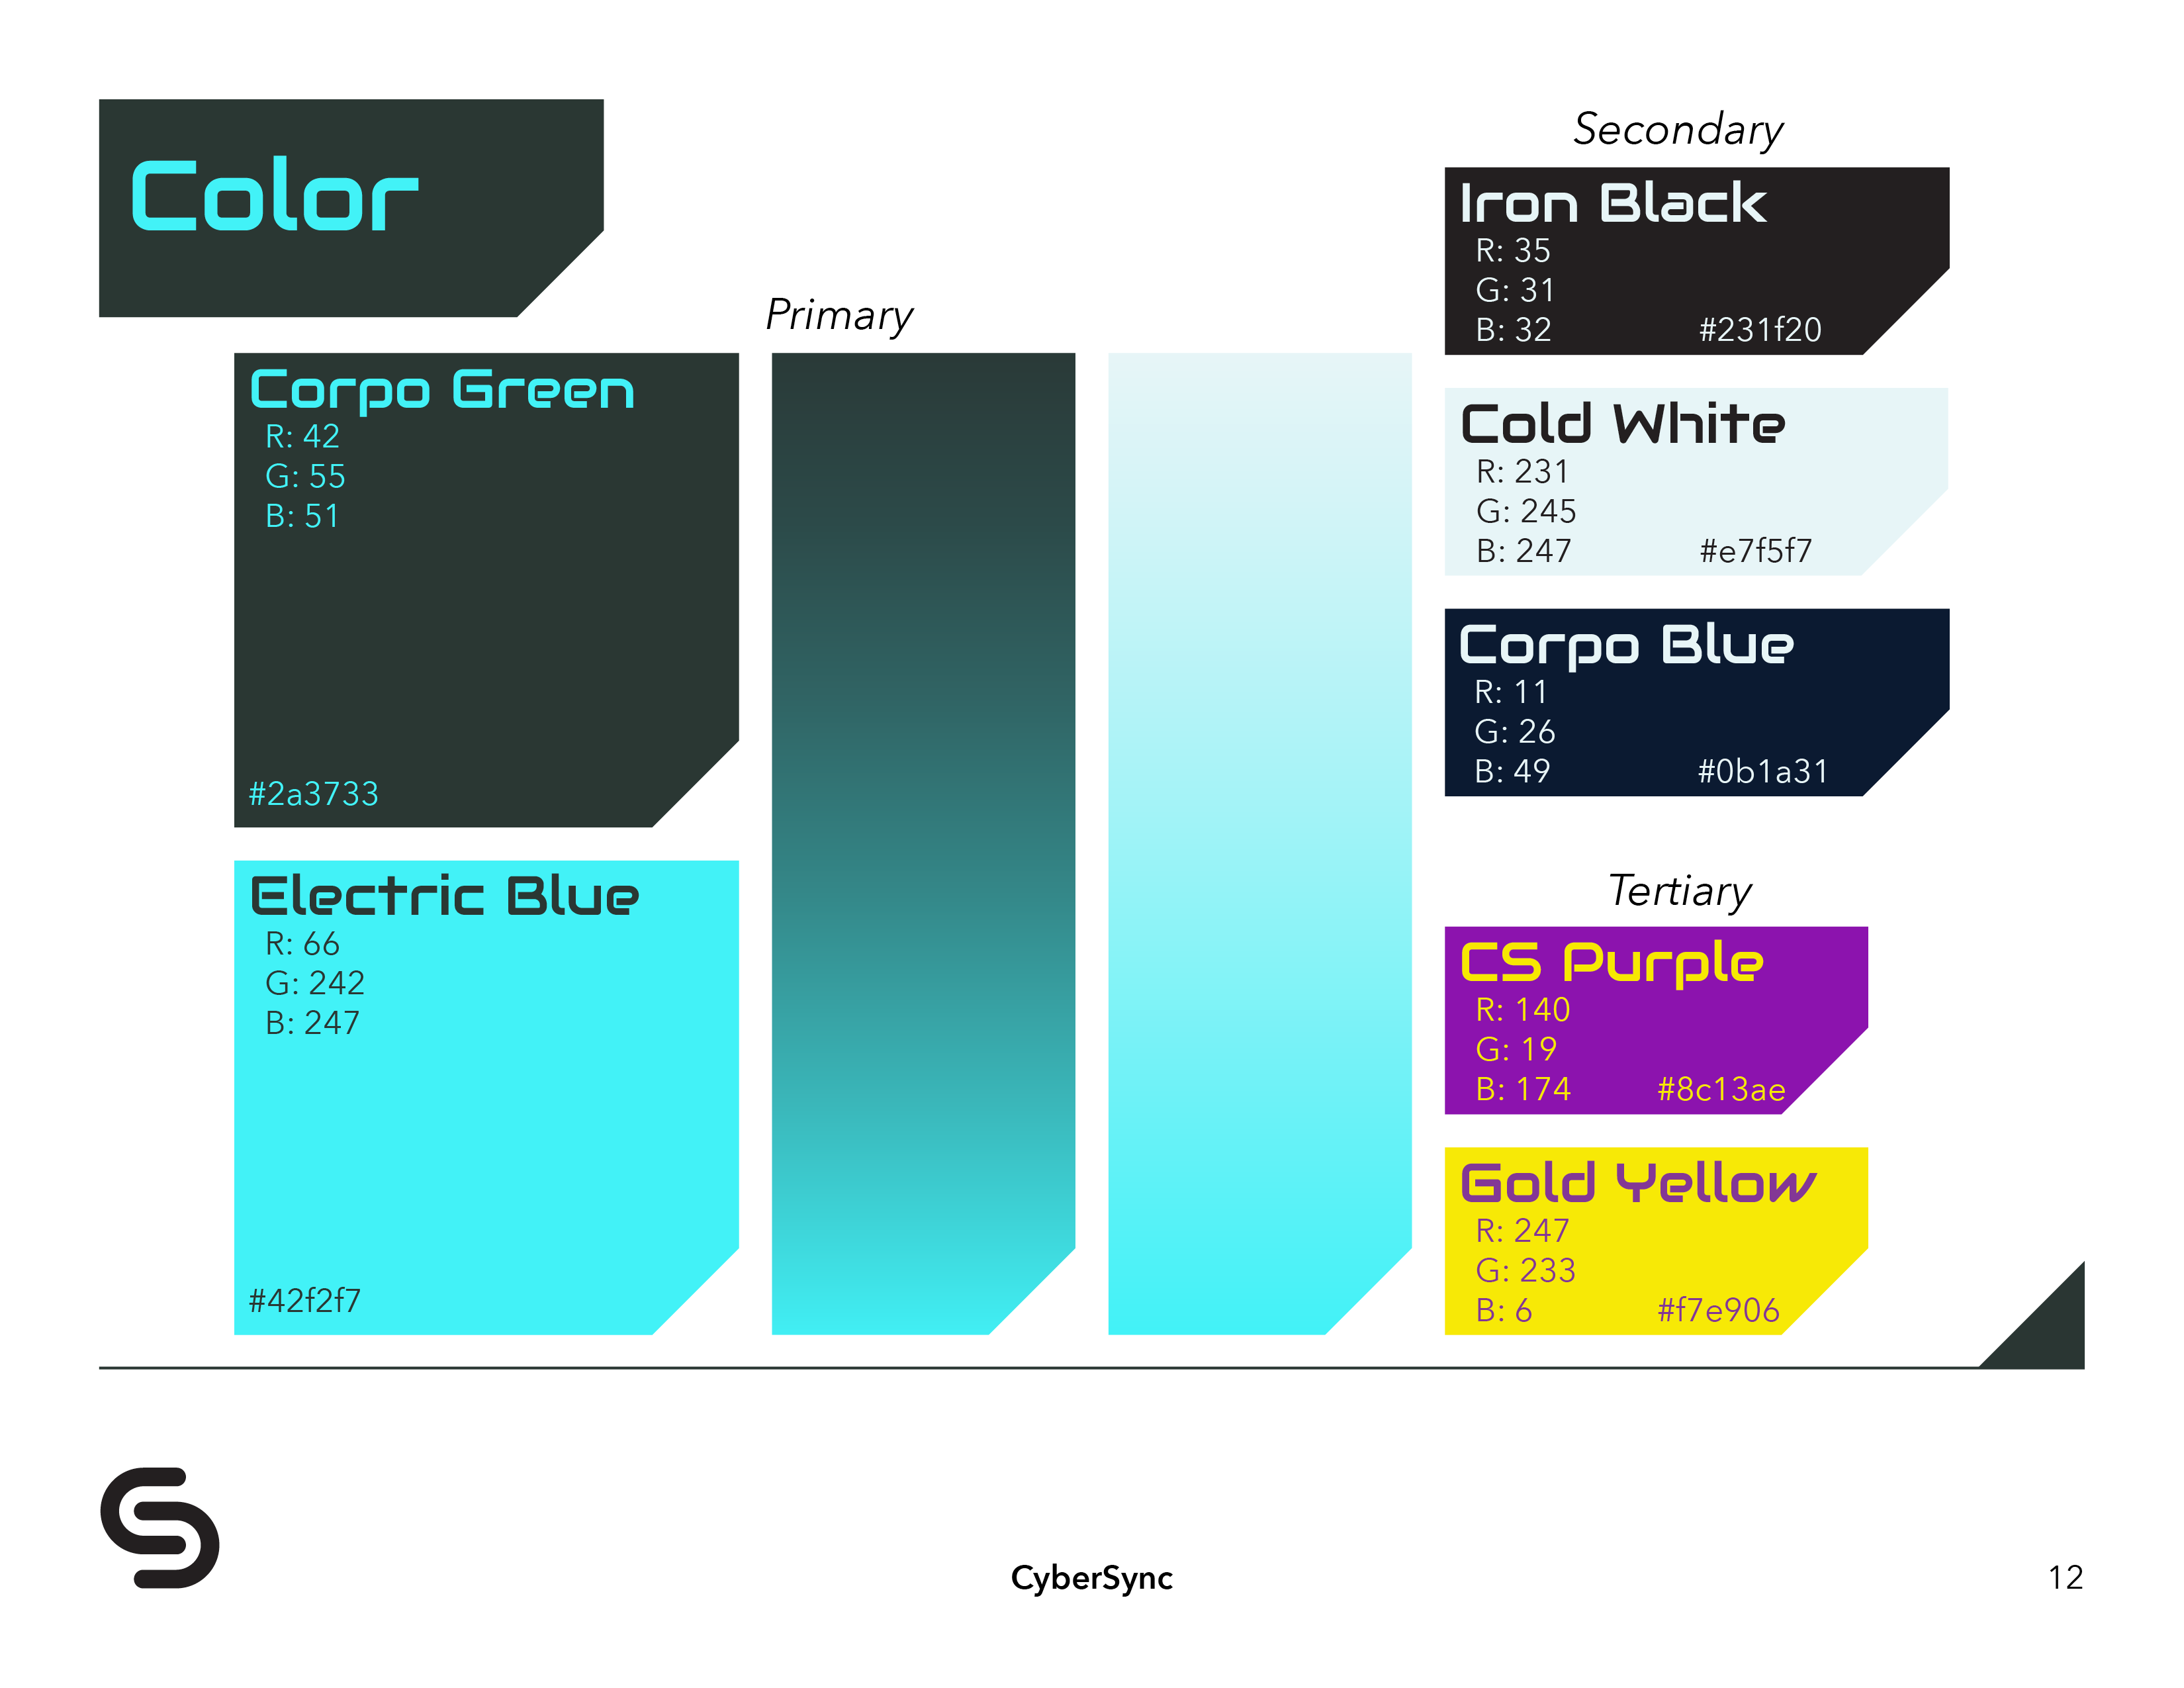 Color
Primary
Corpo Green
R: 42
G: 55
B: 51
#2a3733
Electric Blue
R: 66
G: 242
B: 247
#42f2f7
Secondary
Iron Black
R: 35
G: 31
B: 32
#231f20
Cold White
R: 231
G: 245
B: 247
#e7f5f7
Corpo Blue
R: 11
G: 26
B: 49
#0b1a31
Tertiary
CS Purple
R: 140
G: 19
B: 174
#8c13ae
Gold Yellow
R: 247
G: 233
B: 6
#f7e906
CyberSync
12